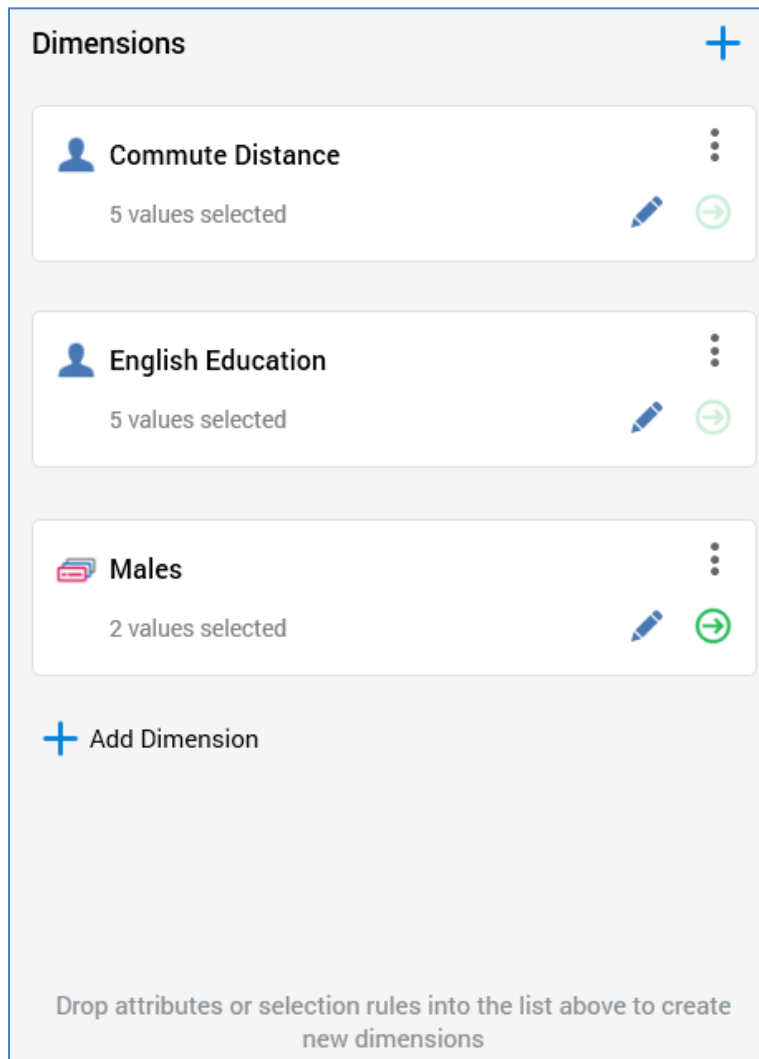 Dimensions
Commute Distance
5 values selected
English Education
5 values selected
Males
2 values selected
Add Dimension
Drop attributes or selection rules into the list above to create
new dimensions